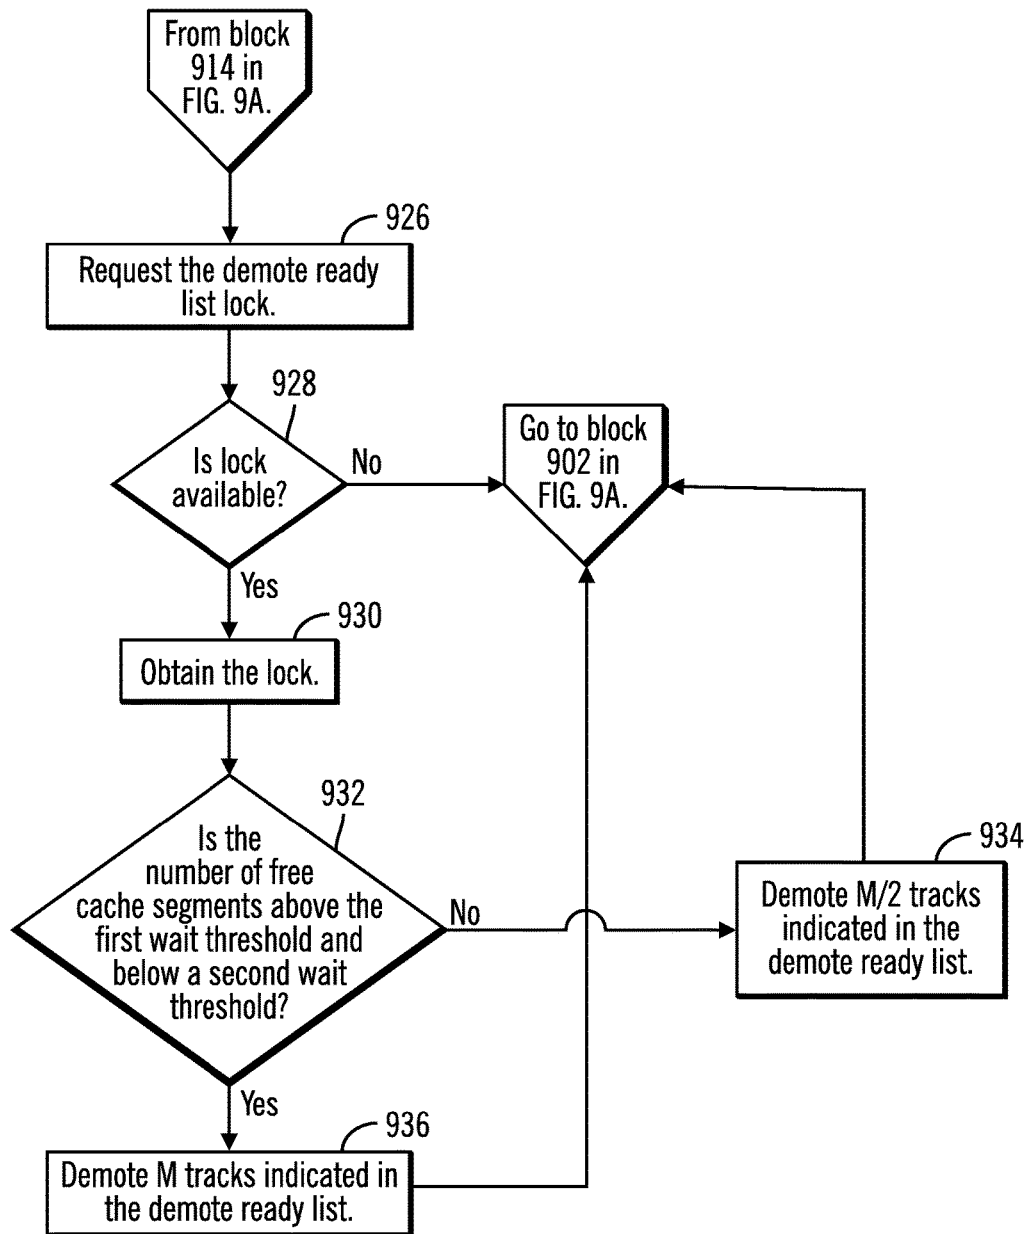 From block
914 in
FIG. 9A.
926
Request the demote ready
list lock.
928
Is lock
available?
No
Go to block
902 in
FIG. 9A.
Yes
930
Obtain the lock.
932
Is the
number of free
cache segments above the
first wait threshold and
below a second wait
threshold?
No
934
Demote M/2 tracks
indicated in the
demote ready list.
Yes
936
Demote M tracks indicated in
the demote ready list.